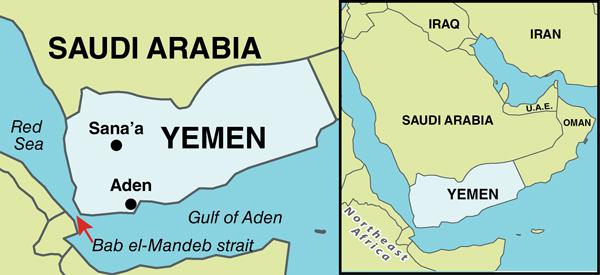 SAUDI ARABIA
Red
Sea
Sana'a
YEMEN
Aden
Gulf of Aden
Bab el-Mandeb strait
IRAQ
IRAN
U.A.E.
SAUDI ARABIA
OMAN
YEMEN
Northeast
Africa